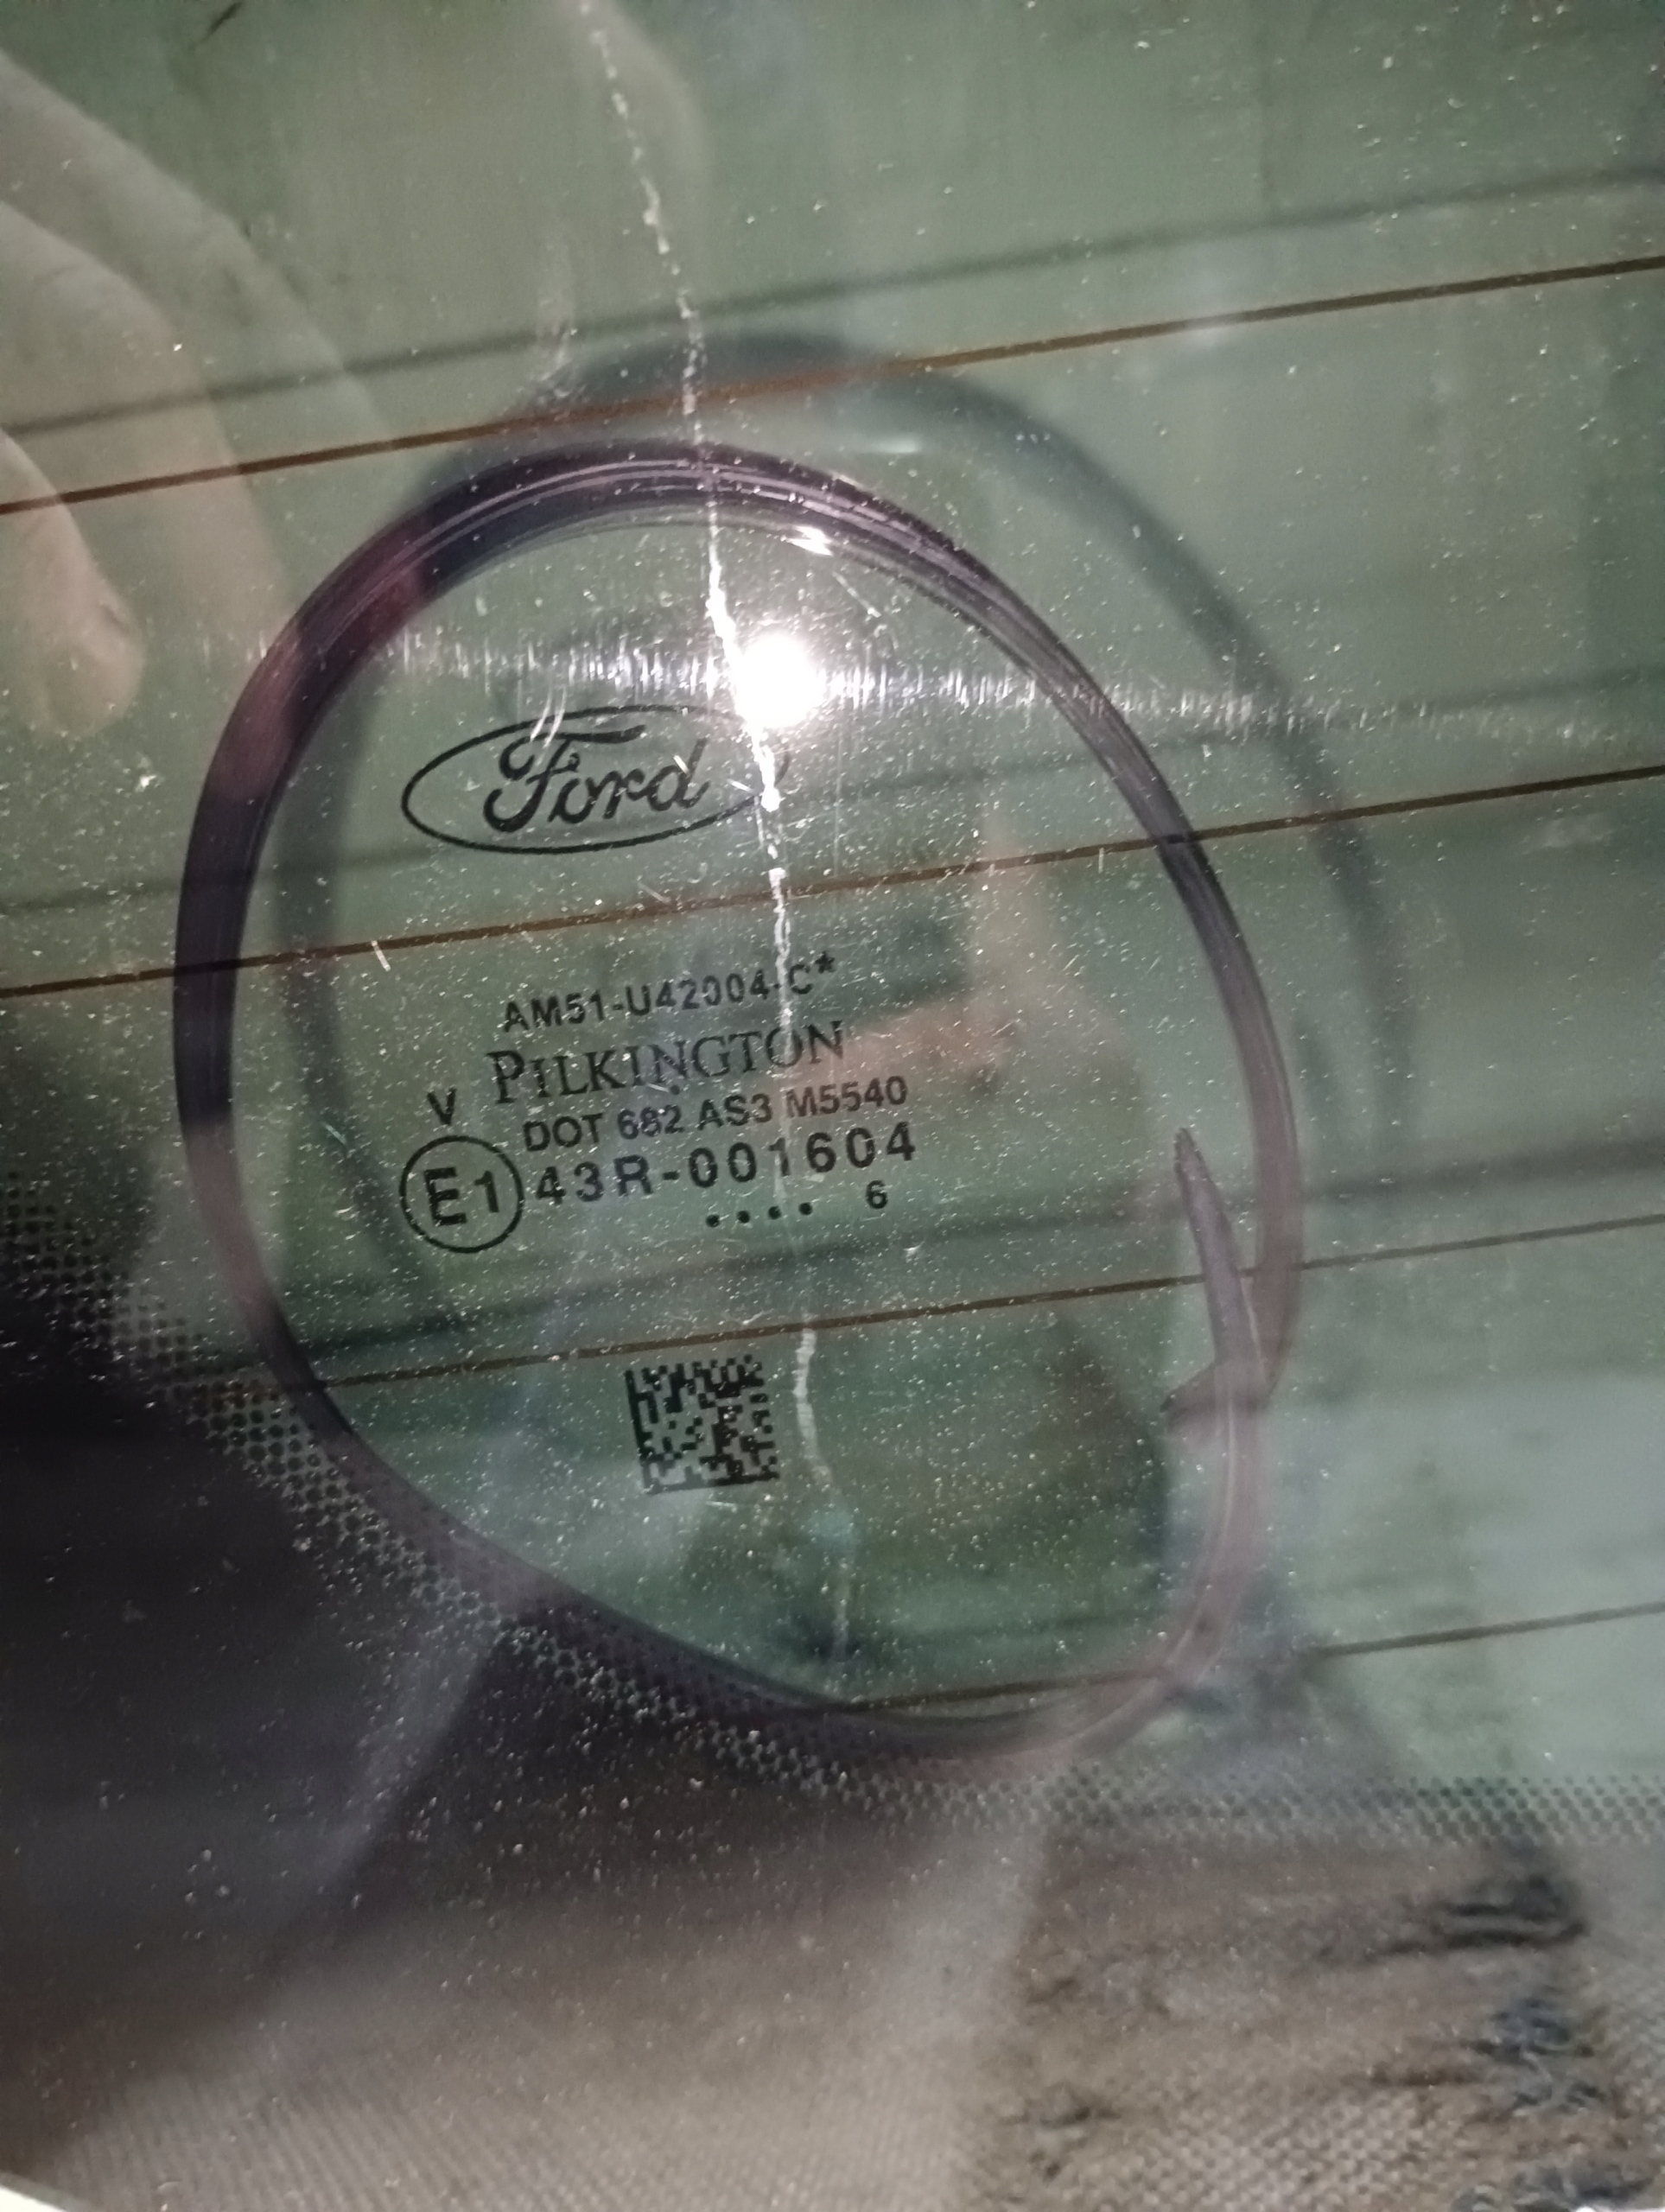 Ford
AM51-U42004-C*
PILKINGTON
V
DOT 682 AS3 M5540
E1 43R-001604
.... 6